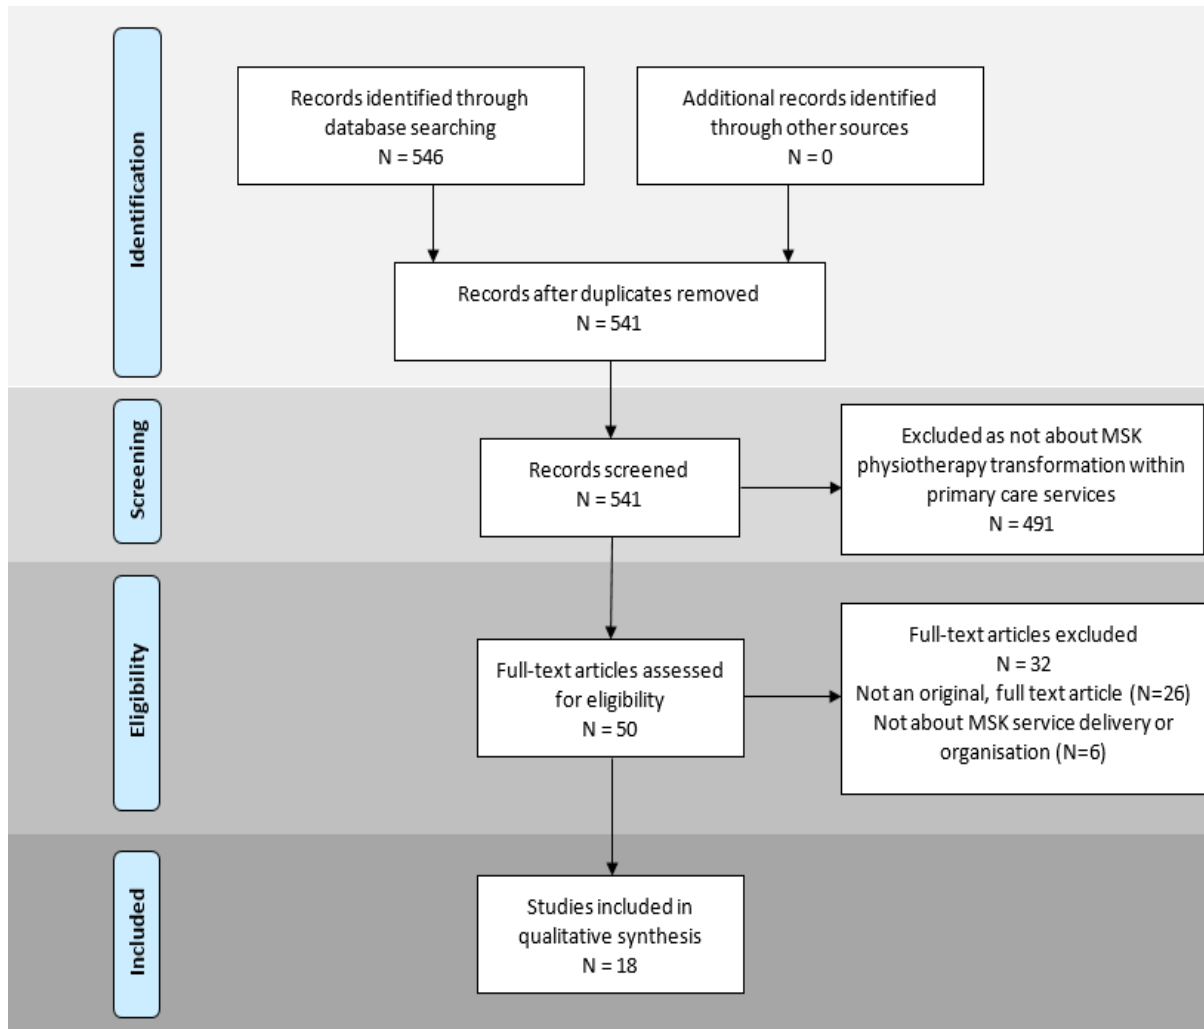 Identification
Records identified through
database searching
N = 546
Additional records identified
through other sources
N = 0
Records after duplicates removed
N = 541
Screening
Records screened
N = 541
Excluded as not about MSK
physiotherapy transformation within
primary care services
N = 491
Eligibility
Full-text articles assessed
for eligibility
N = 50
Full-text articles excluded
N = 32
Not an original, full text article (N=26)
Not about MSK service delivery or
organisation (N=6)
Included
Studies included in
qualitative synthesis
N = 18